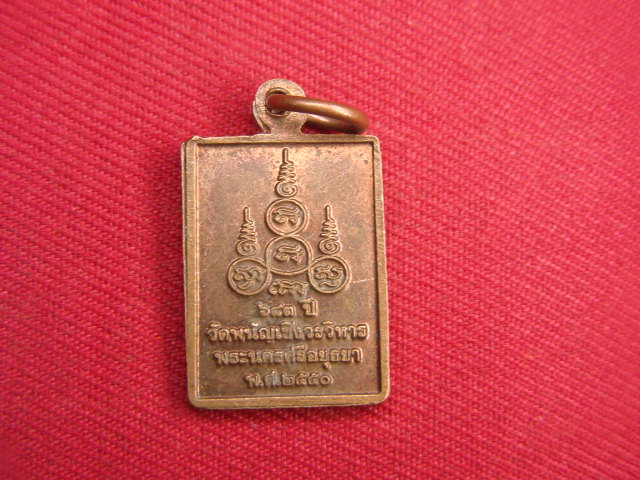 ๖๘๓ ปี
วัดพนัญเชิงวรวิหาร
พระนครศรีอยุธยา
พ.ศ.๒๕๕๐